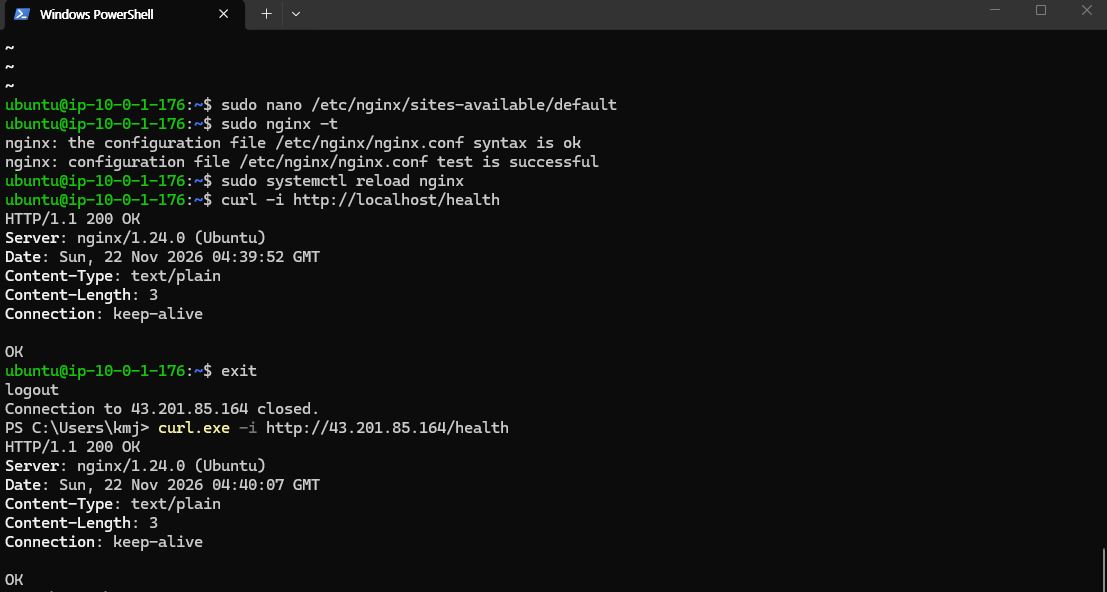 Windows PowerShell
~
~
~
ubuntu@ip-10-0-1-176:~$ sudo nano /etc/nginx/sites-available/default
ubuntu@ip-10-0-1-176:~$ sudo nginx -t
nginx: the configuration file /etc/nginx/nginx.conf syntax is ok
nginx: configuration file /etc/nginx/nginx.conf test is successful
ubuntu@ip-10-0-1-176:~$ sudo systemctl reload nginx
ubuntu@ip-10-0-1-176:~$ curl -i http://localhost/health
HTTP/1.1 200 OK
Server: nginx/1.24.0 (Ubuntu)
Date: Sun, 22 Nov 2026 04:39:52 GMT
Content-Type: text/plain
Content-Length: 3
Connection: keep-alive

OK
ubuntu@ip-10-0-1-176:~$ exit
logout
Connection to 43.201.85.164 closed.
PS C:\Users\kmj> curl.exe -i http://43.201.85.164/health
HTTP/1.1 200 OK
Server: nginx/1.24.0 (Ubuntu)
Date: Sun, 22 Nov 2026 04:40:07 GMT
Content-Type: text/plain
Content-Length: 3
Connection: keep-alive

OK